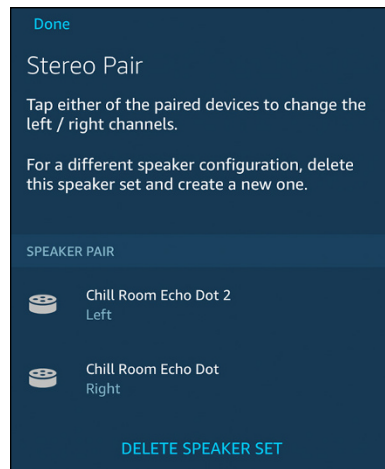 Done
Stereo Pair
Tap either of the paired devices to change the
left / right channels.
For a different speaker configuration, delete
this speaker set and create a new one.
SPEAKER PAIR
Chill Room Echo Dot 2
Left
Chill Room Echo Dot
Right
DELETE SPEAKER SET